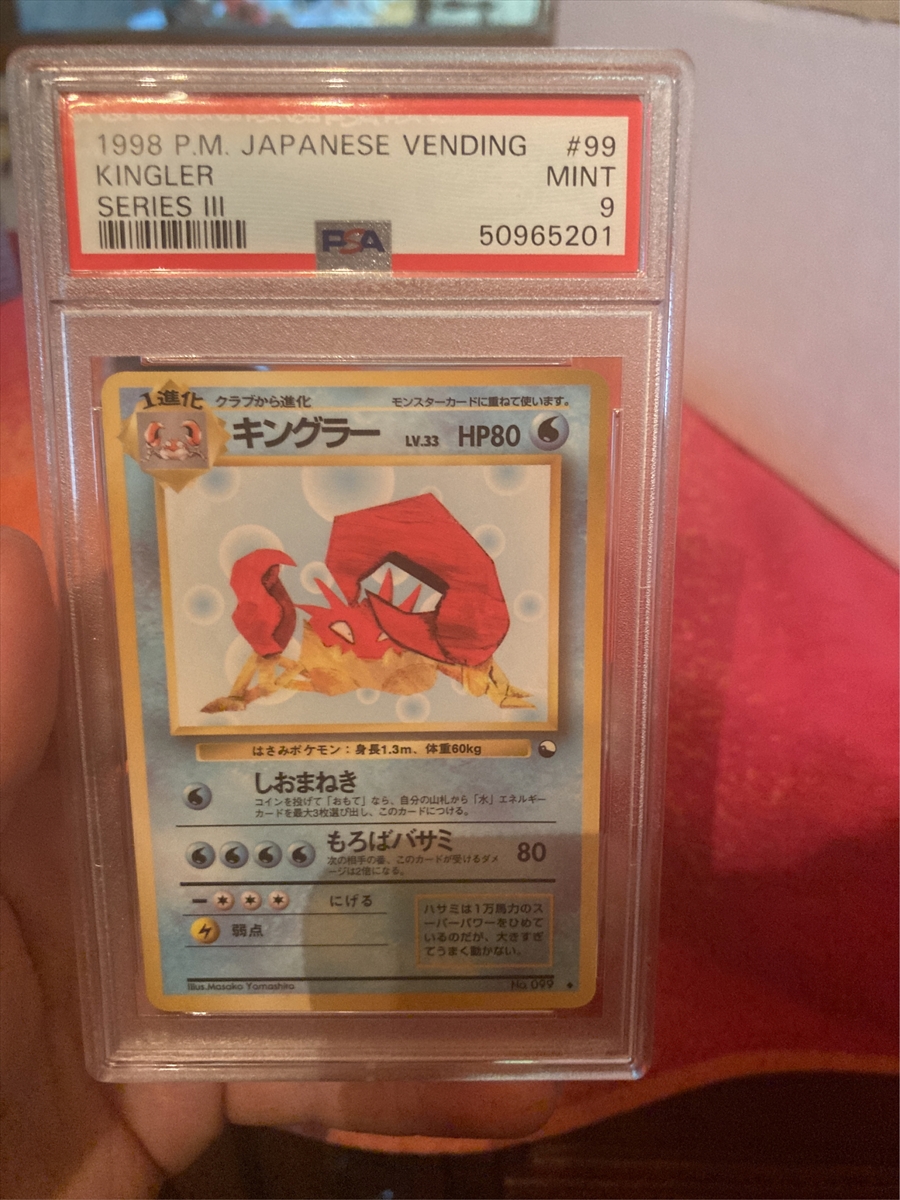 1998 P.M. JAPANESE VENDING #99
KINGLER MINT
SERIES III 9
PSA 50965201
1進化 クラブから進化 モンスターカードに重ねて使います。
キングラー LV.33 HP80
はさみポケモン：身長1.3m、体重60kg
しおまねき
コインを投げて「おもて」なら、自分の山札から「水」エネルギー
カードを最大3枚選び出し、このカードにつける。
もろはバサミ 80
次の相手の番、このカードが受けるダメ
ージは2倍になる。
にげる
弱点
ハサミは1万馬力のス
ーパーパワーをひめて
いるのだが、大きすぎ
てうまく動かない。
Illus.Masako Yamashiro No.099